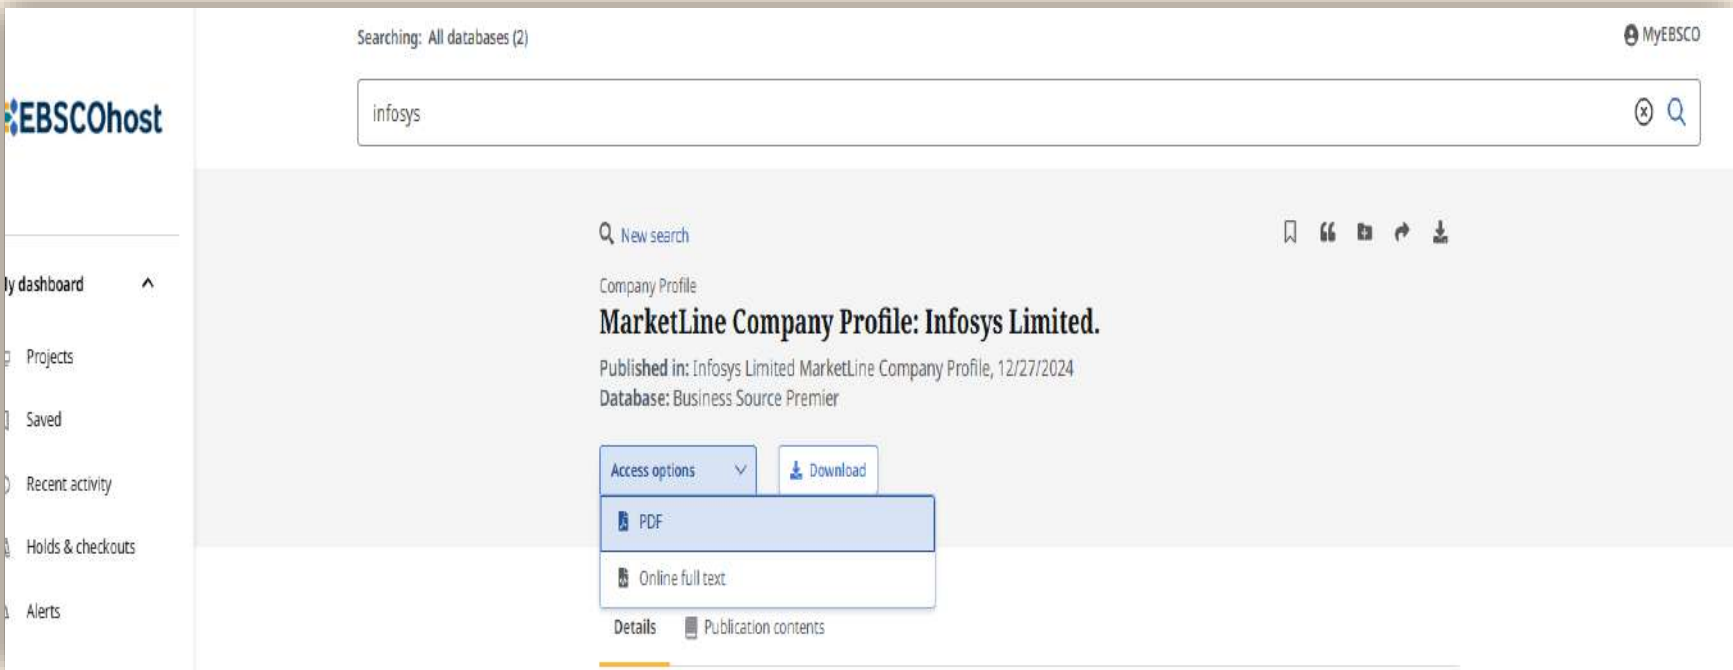 Searching: All databases (2)
MyEBSCO
EBSCOhost
infosys
New search
Company Profile
MarketLine Company Profile: Infosys Limited.
Published in: Infosys Limited MarketLine Company Profile, 12/27/2024
Database: Business Source Premier
Access options
Download
PDF
Online full text
Details
Publication contents
y dashboard
Projects
Saved
Recent activity
Holds & checkouts
Alerts